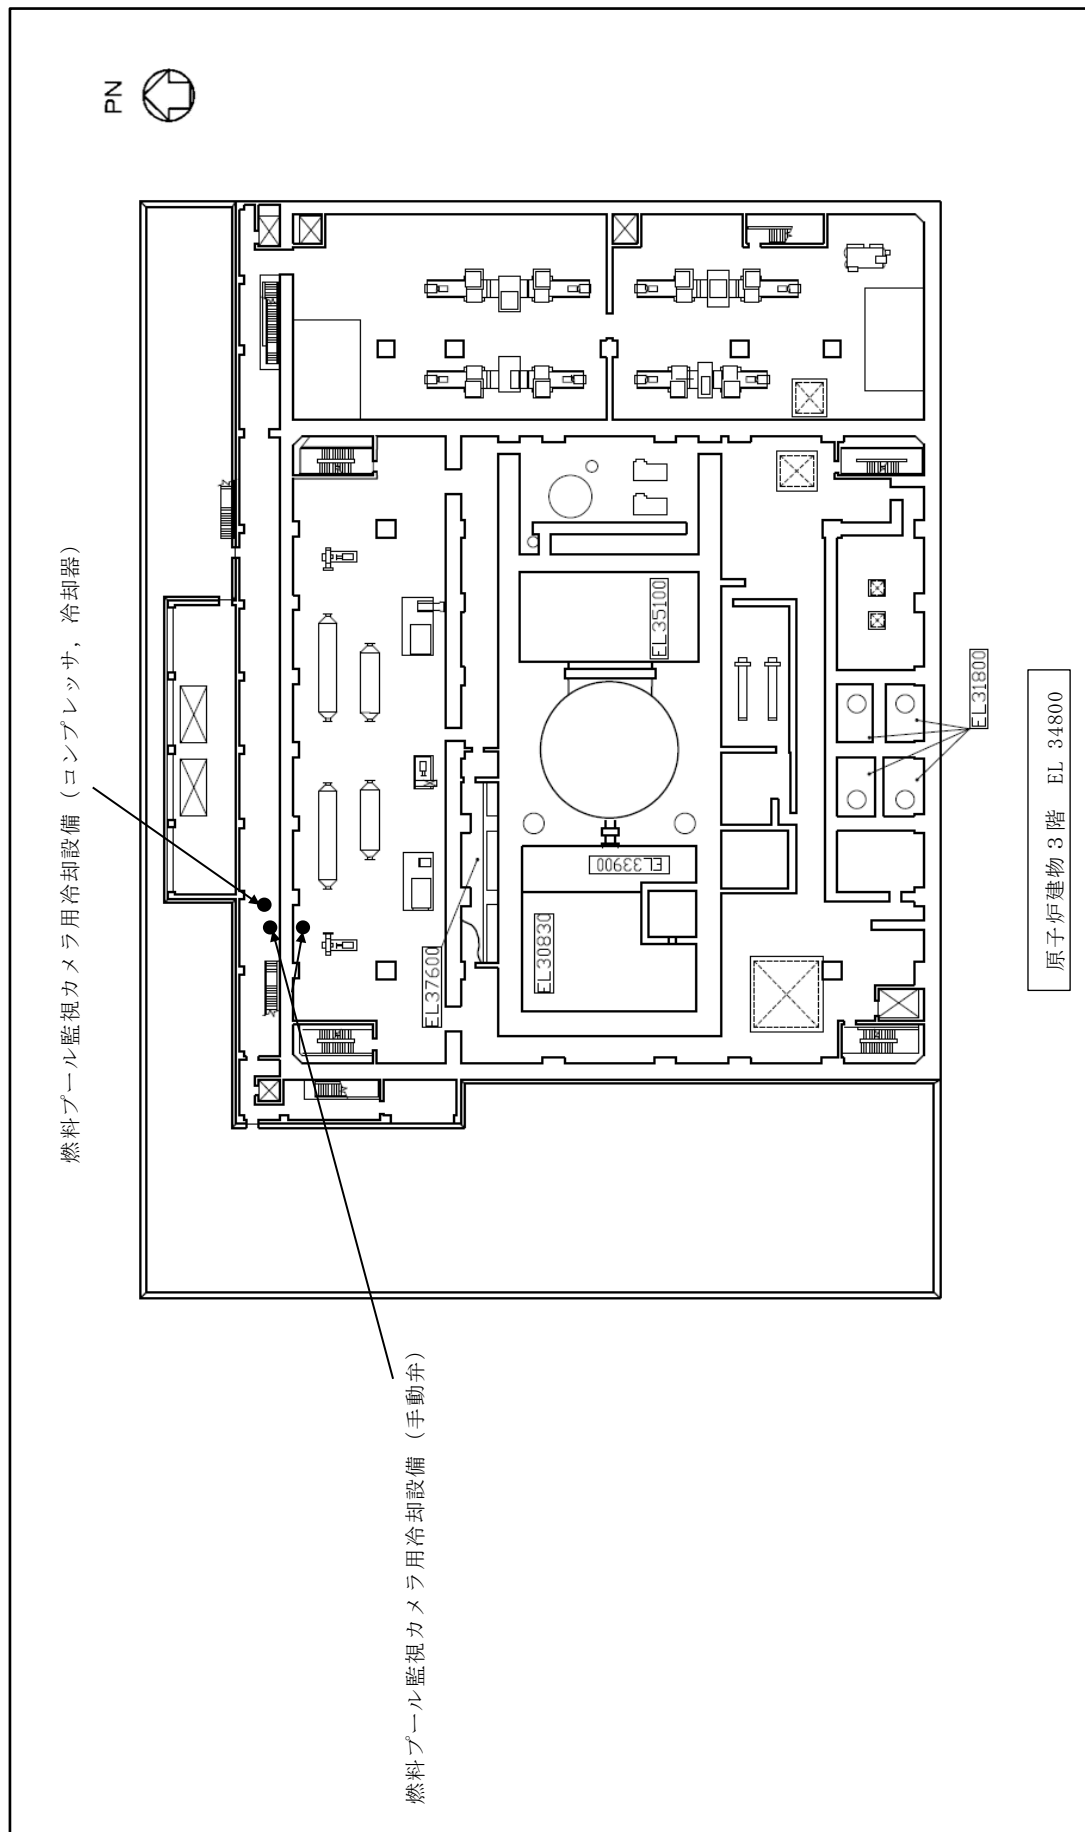 PN
燃料プール監視カメラ用冷却設備（コンプレッサ，冷却器）
燃料プール監視カメラ用冷却設備（手動弁）
EL37600
EL30830
EL33900
EL35100
EL31800
原子炉建物３階 EL 34800